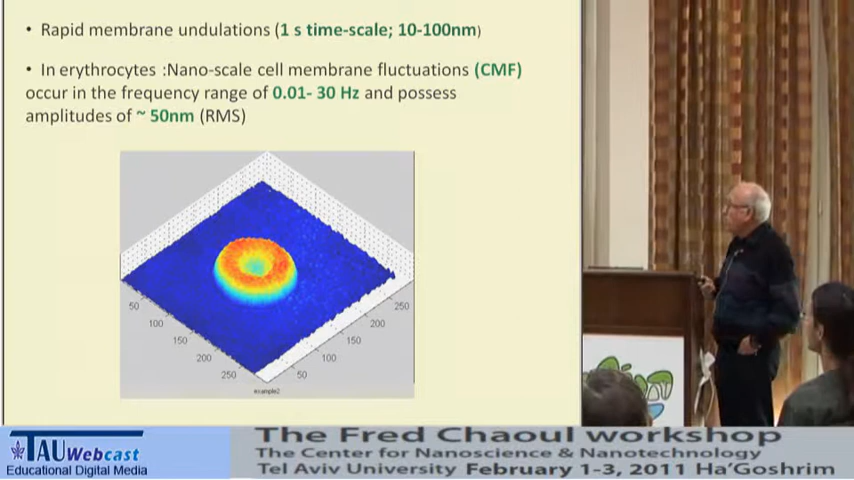 • Rapid membrane undulations (1 s time-scale; 10-100nm)
• In erythrocytes :Nano-scale cell membrane fluctuations (CMF)
occur in the frequency range of 0.01- 30 Hz and possess
amplitudes of ~ 50nm (RMS)
50
100
150
200
250
250
200
150
100
50
example2
TAU Webcast
Educational Digital Media
The Fred Chaoul workshop
The Center for Nanoscience & Nanotechnology
Tel Aviv University February 1-3, 2011 Ha'Goshrim